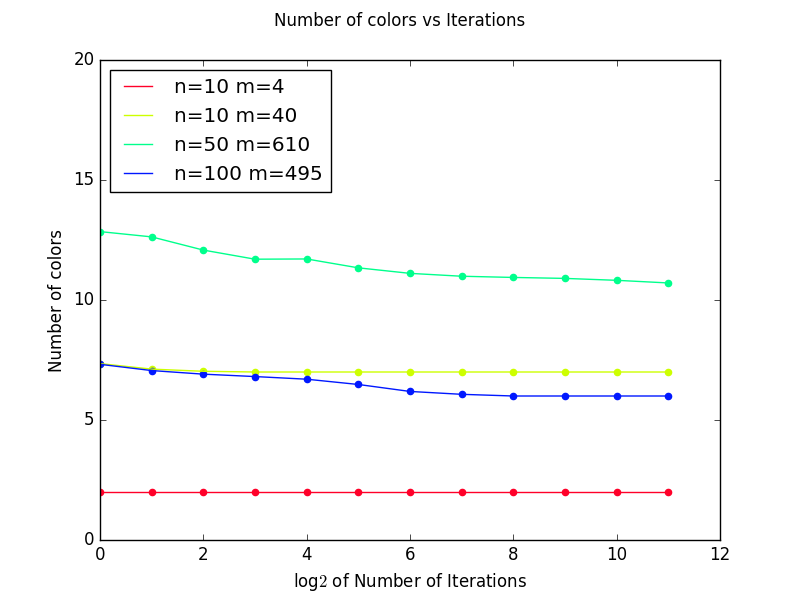 Number of colors vs Iterations
20
15
10
5
0
Number of colors
n=10 m=4
n=10 m=40
n=50 m=610
n=100 m=495
0 2 4 6 8 10 12
log2 of Number of Iterations